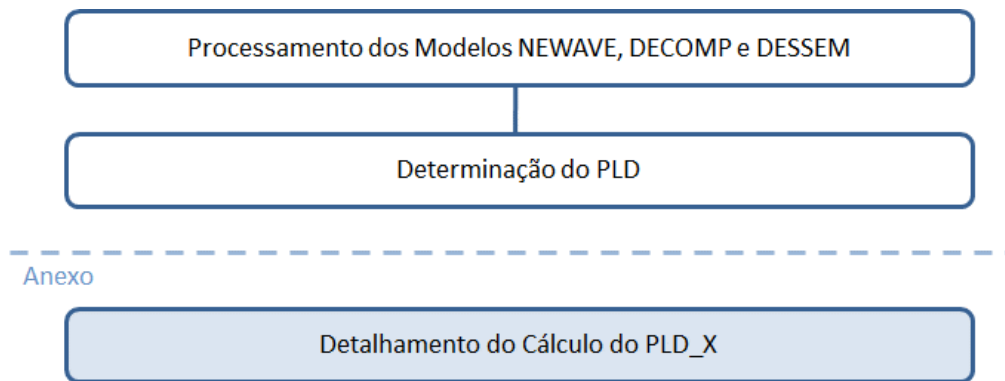 Processamento dos Modelos NEWAVE, DECOMP e DESSEM
Determinação do PLD
Anexo
Detalhamento do Cálculo do PLD_X